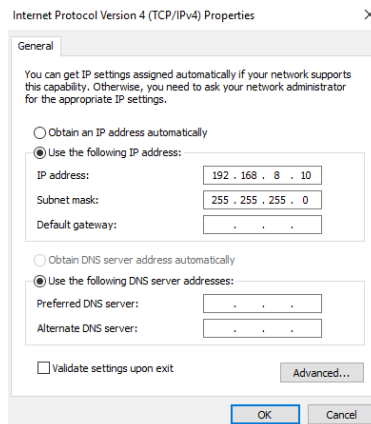 Internet Protocol Version 4 (TCP/IPv4) Properties
General
You can get IP settings assigned automatically if your network supports
this capability. Otherwise, you need to ask your network administrator
for the appropriate IP settings.
Obtain an IP address automatically
Use the following IP address:
IP address: 192 . 168 . 8 . 10
Subnet mask: 255 . 255 . 255 . 0
Default gateway: . . .
Obtain DNS server address automatically
Use the following DNS server addresses:
Preferred DNS server: . . .
Alternate DNS server: . . .
Validate settings upon exit
Advanced...
OK Cancel